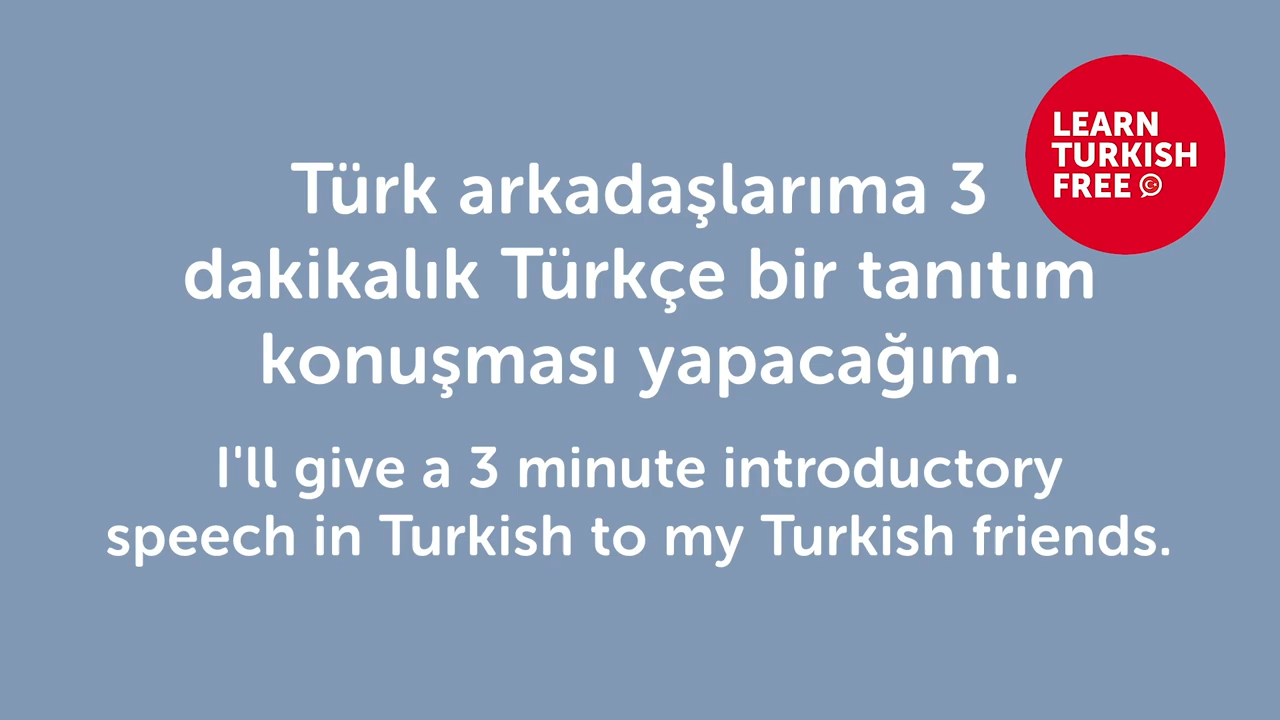 LEARN
TURKISH
FREE
Türk arkadaşlarıma 3
dakikalık Türkçe bir tanıtım
konuşması yapacağım.
I'll give a 3 minute introductory
speech in Turkish to my Turkish friends.